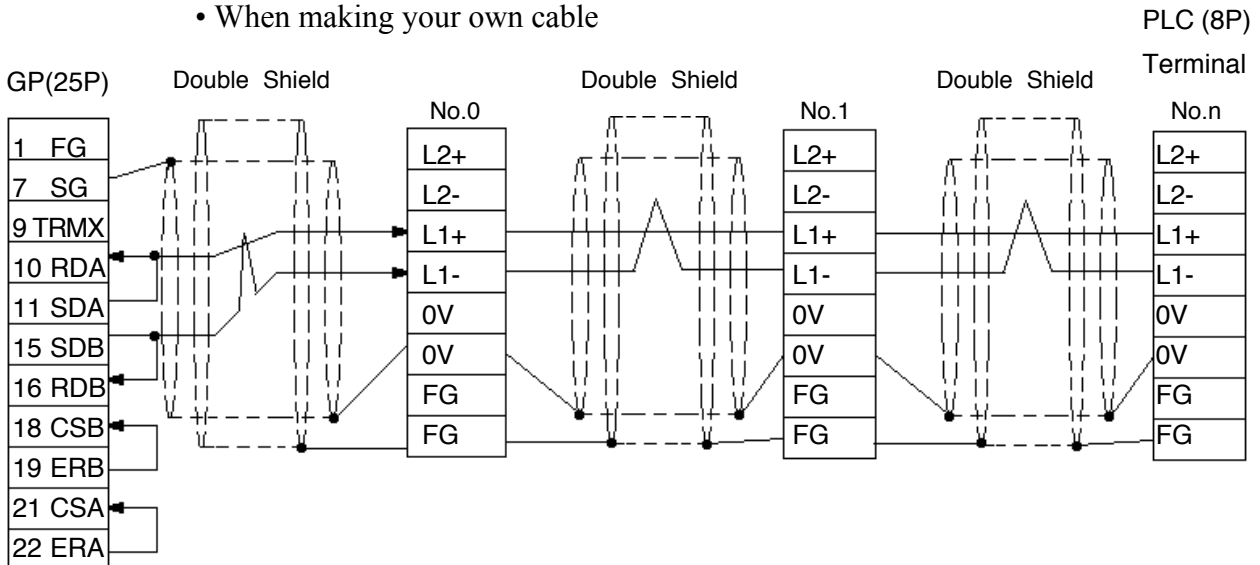 • When making your own cable
PLC (8P)
Terminal
GP(25P)
Double Shield
Double Shield
Double Shield
1 FG
7 SG
9 TRMX
10 RDA
11 SDA
15 SDB
16 RDB
18 CSB
19 ERB
21 CSA
22 ERA
No.0
L2+
L2-
L1+
L1-
0V
0V
FG
FG
No.1
L2+
L2-
L1+
L1-
0V
0V
FG
FG
No.n
L2+
L2-
L1+
L1-
0V
0V
FG
FG